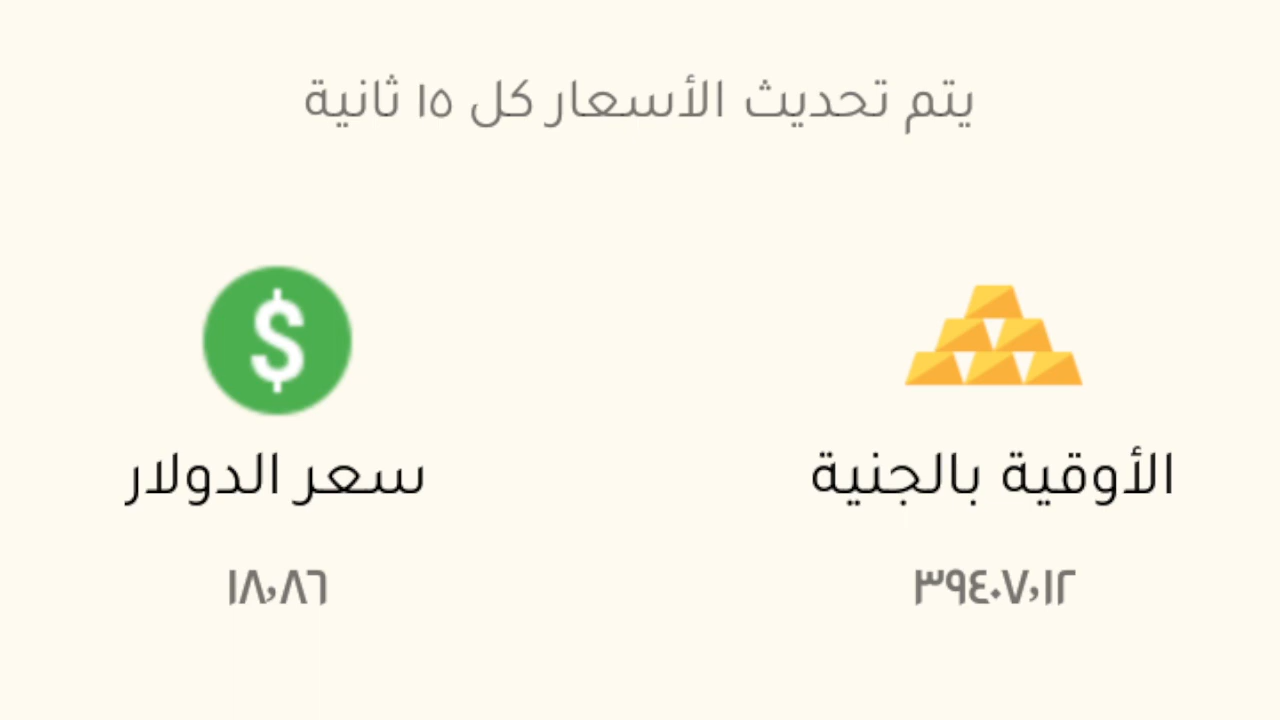 يتم تحديث الأسعار كل ١٥ ثانية
$
الأوقية بالجنية
سعر الدولار
٣٩٤٠٧,١٢
١٨,٨٦